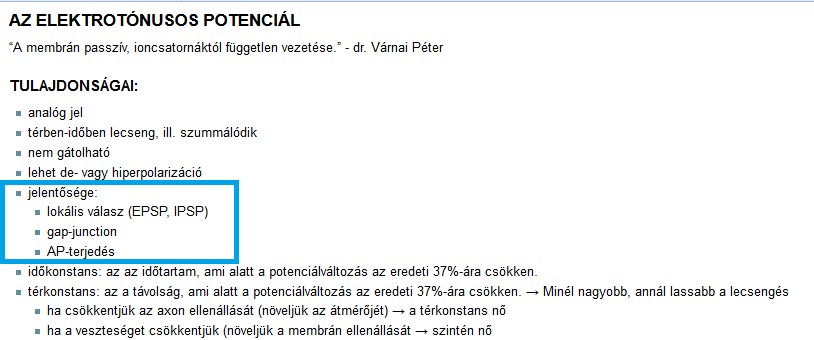 AZ ELEKTROTÓNUSOS POTENCIÁL
“A membrán passzív, ioncsatornáktól független vezetése.” - dr. Várnai Péter
TULAJDONSÁGAI:
analóg jel
térben-időben lecseng, ill. szummálódik
nem gátolható
lehet de- vagy hiperpolarizáció
jelentősége:
lokális válasz (EPSP, IPSP)
gap-junction
AP-terjedés
időkonstans: az az időtartam, ami alatt a potenciálváltozás az eredeti 37%-ára csökken.
térkonstans: az a távolság, ami alatt a potenciálváltozás az eredeti 37%-ára csökken. → Minél nagyobb, annál lassabb a lecsengés
ha csökkentjük az axon ellenállását (növeljük az átmérőjét) → a térkonstans nő
ha a veszteséget csökkentjük (növeljük a membrán ellenállását → szintén nő